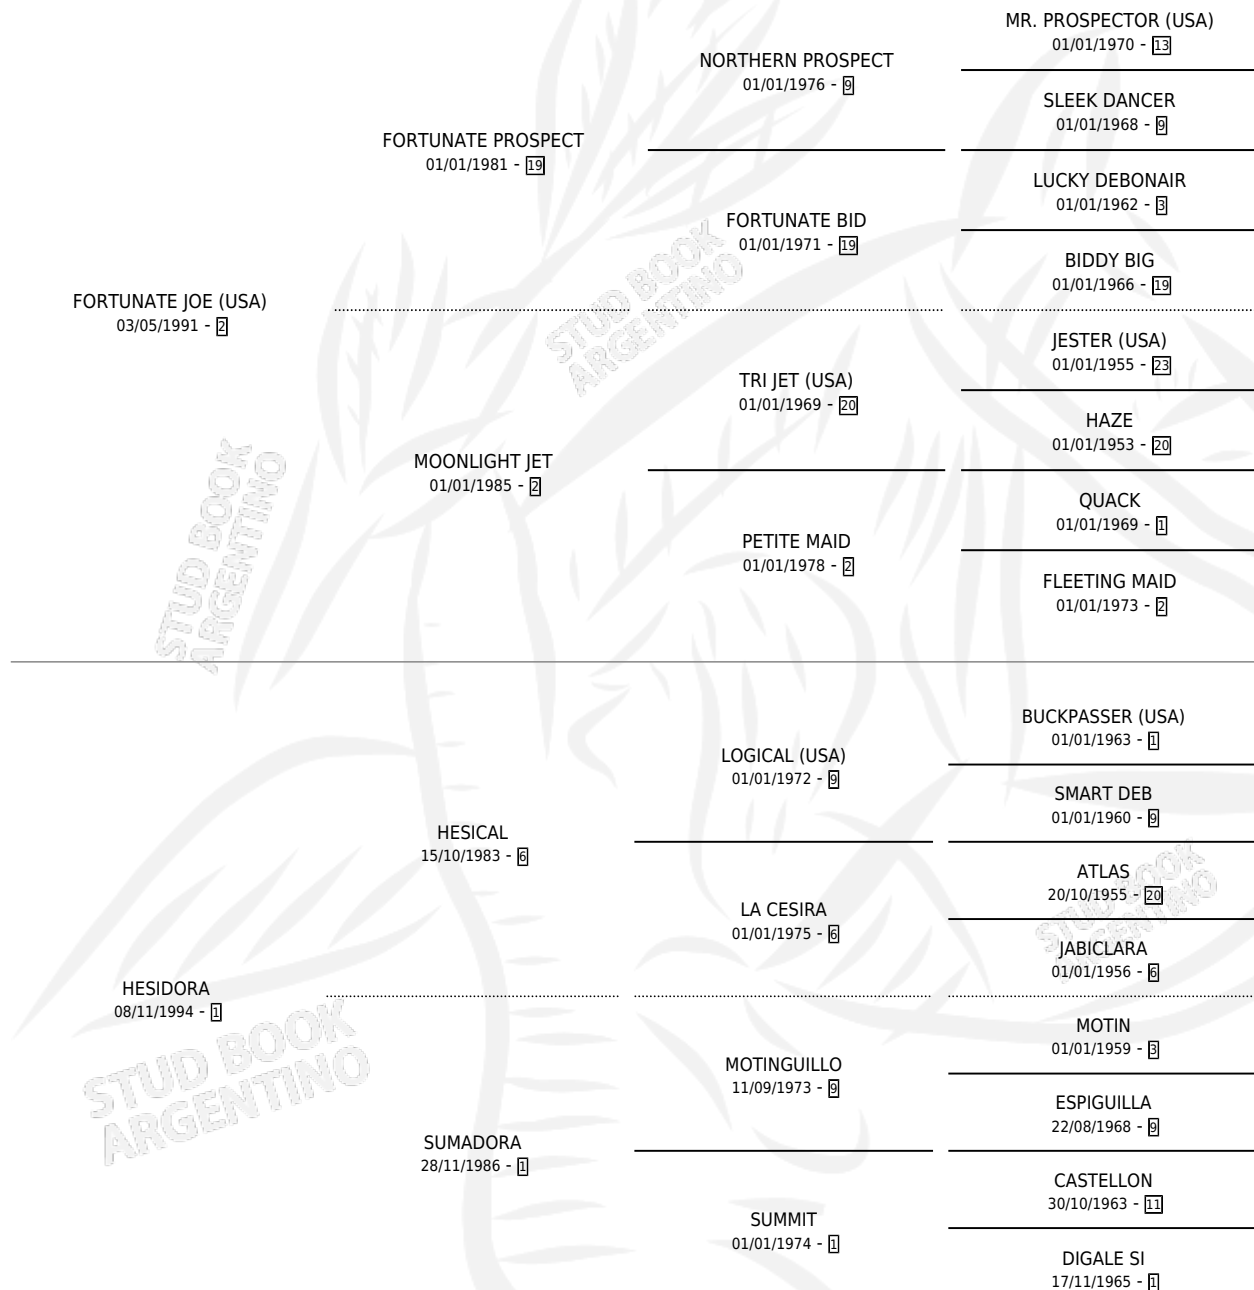 MR. PROSPECTOR (USA)
01/01/1970 - 13
NORTHERN PROSPECT
01/01/1976 - 9
SLEEK DANCER
01/01/1968 - 9
FORTUNATE PROSPECT
01/01/1981 - 19
LUCKY DEBONAIR
01/01/1962 - 3
FORTUNATE BID
01/01/1971 - 19
BIDDY BIG
01/01/1966 - 19
FORTUNATE JOE (USA)
03/05/1991 - 2
STUD BOOK
ARGENTINO
JESTER (USA)
01/01/1955 - 23
TRI JET (USA)
01/01/1969 - 20
HAZE
01/01/1953 - 20
MOONLIGHT JET
01/01/1985 - 2
QUACK
01/01/1969 - 1
PETITE MAID
01/01/1978 - 2
FLEETING MAID
01/01/1973 - 2
STUD BOOK
ARGENTINO
BUCKPASSER (USA)
01/01/1963 - 1
LOGICAL (USA)
01/01/1972 - 9
SMART DEB
01/01/1960 - 9
HESICAL
15/10/1983 - 6
ATLAS
20/10/1955 - 20
LA CESIRA
01/01/1975 - 6
JABICLARA
01/01/1956 - 6
STUD BOOK
ARGENTINO
HESIDORA
08/11/1994 - 1
MOTIN
01/01/1959 - 3
MOTINGUILLO
11/09/1973 - 9
ESPIGUILLA
22/08/1968 - 9
STUD BOOK
ARGENTINO
SUMADORA
28/11/1986 - 1
CASTELLON
30/10/1963 - 11
SUMMIT
01/01/1974 - 1
DIGALE SI
17/11/1965 - 1